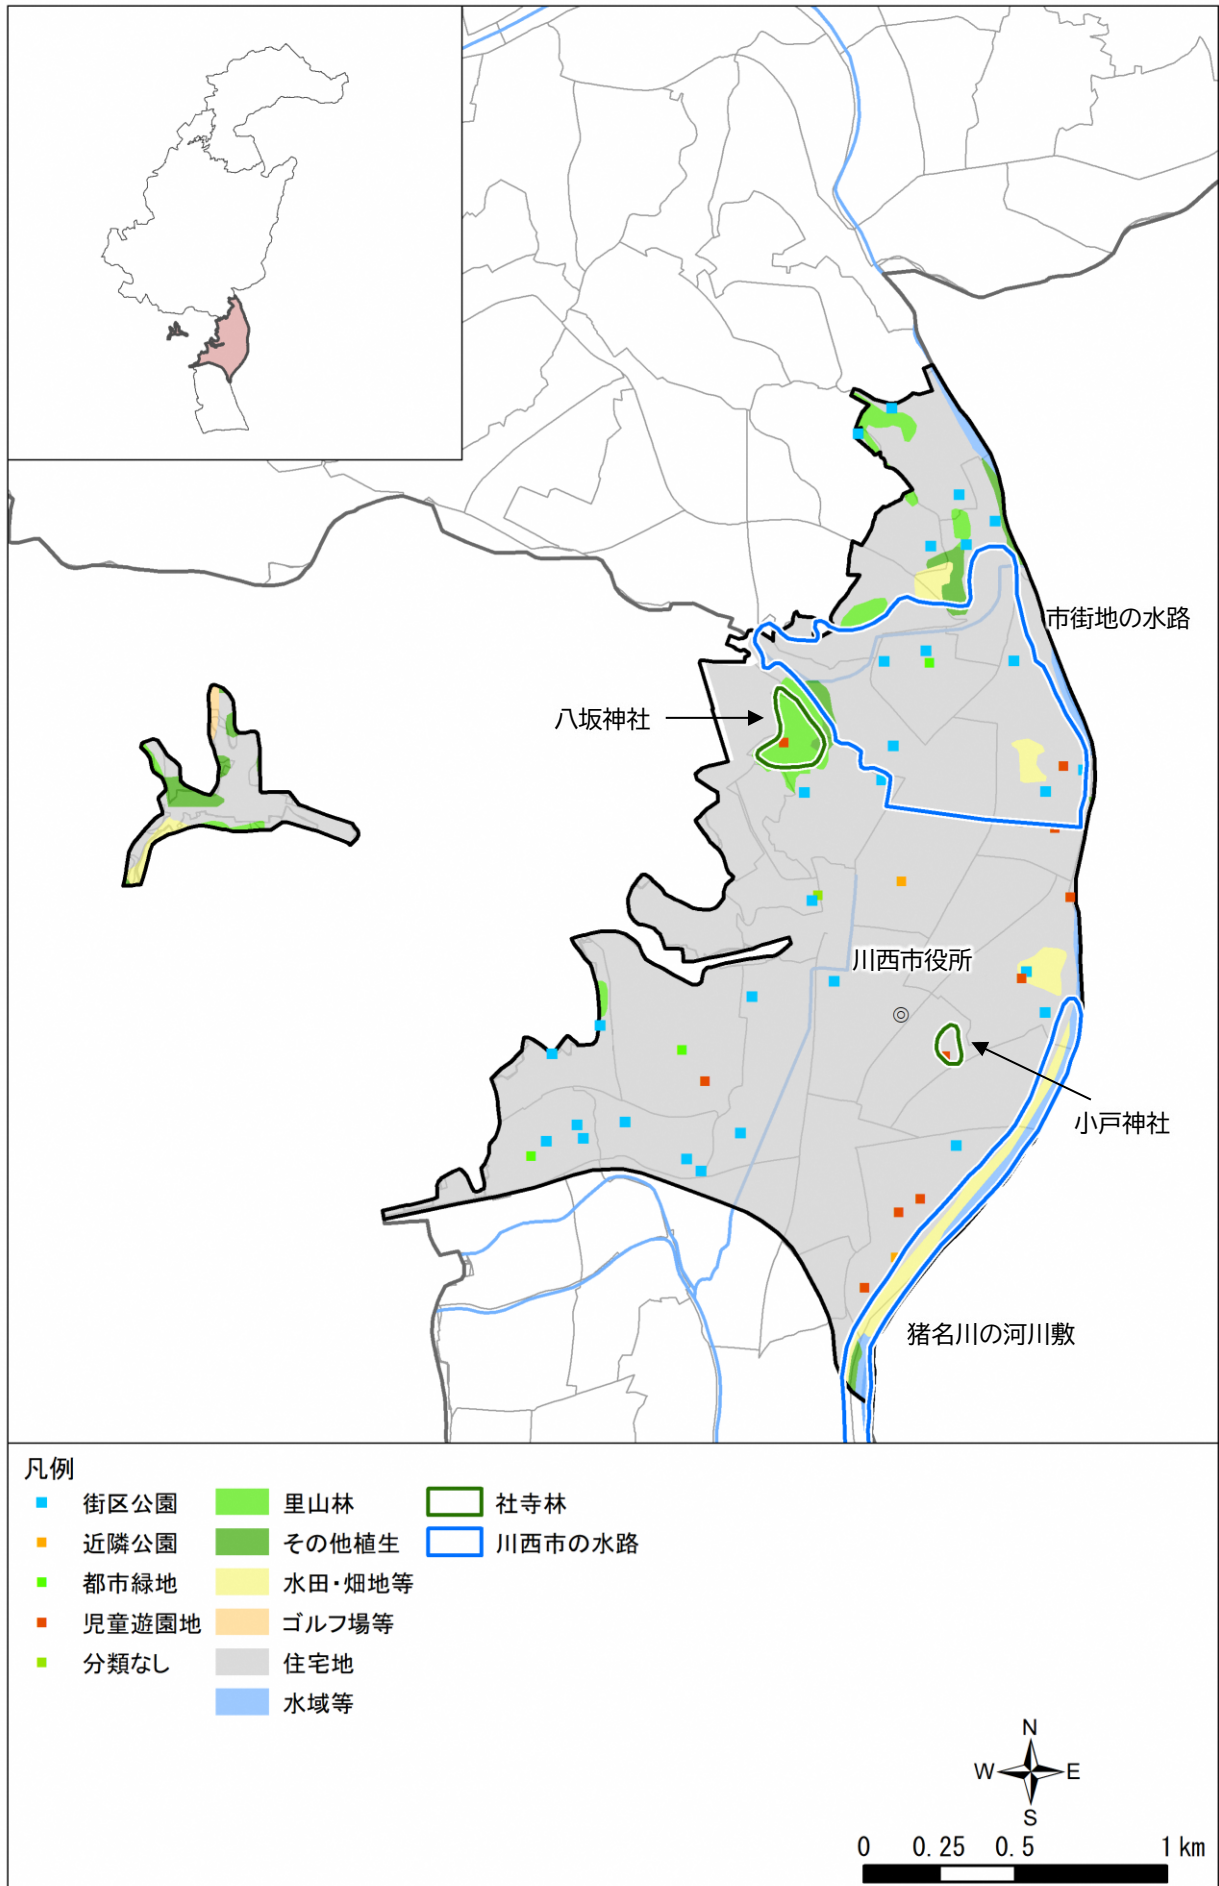 市街地の水路
八坂神社
川西市役所
小戸神社
猪名川の河川敷
凡例
街区公園
近隣公園
都市緑地
児童遊園地
分類なし
里山林
その他植生
水田・畑地等
ゴルフ場等
住宅地
水域等
社寺林
川西市の水路
N
W E
S
0 0.25 0.5 1 km